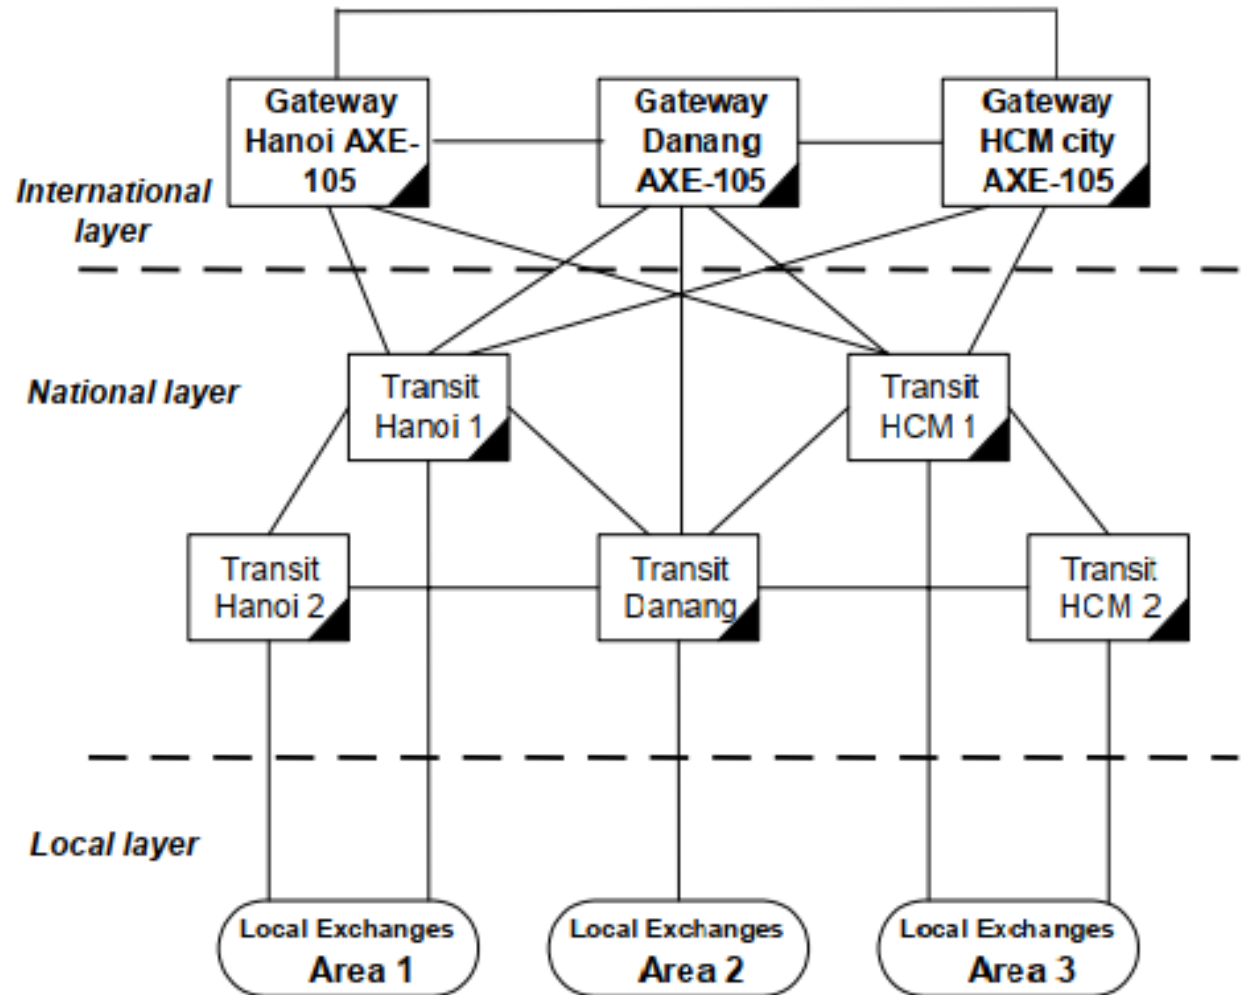 Gateway
Hanoi AXE-
105
Gateway
Danang
AXE-105
Gateway
HCM city
AXE-105
International
layer
National layer
Transit
Hanoi 1
Transit
HCM 1
Transit
Hanoi 2
Transit
Danang
Transit
HCM 2
Local layer
Local Exchanges
Area 1
Local Exchanges
Area 2
Local Exchanges
Area 3